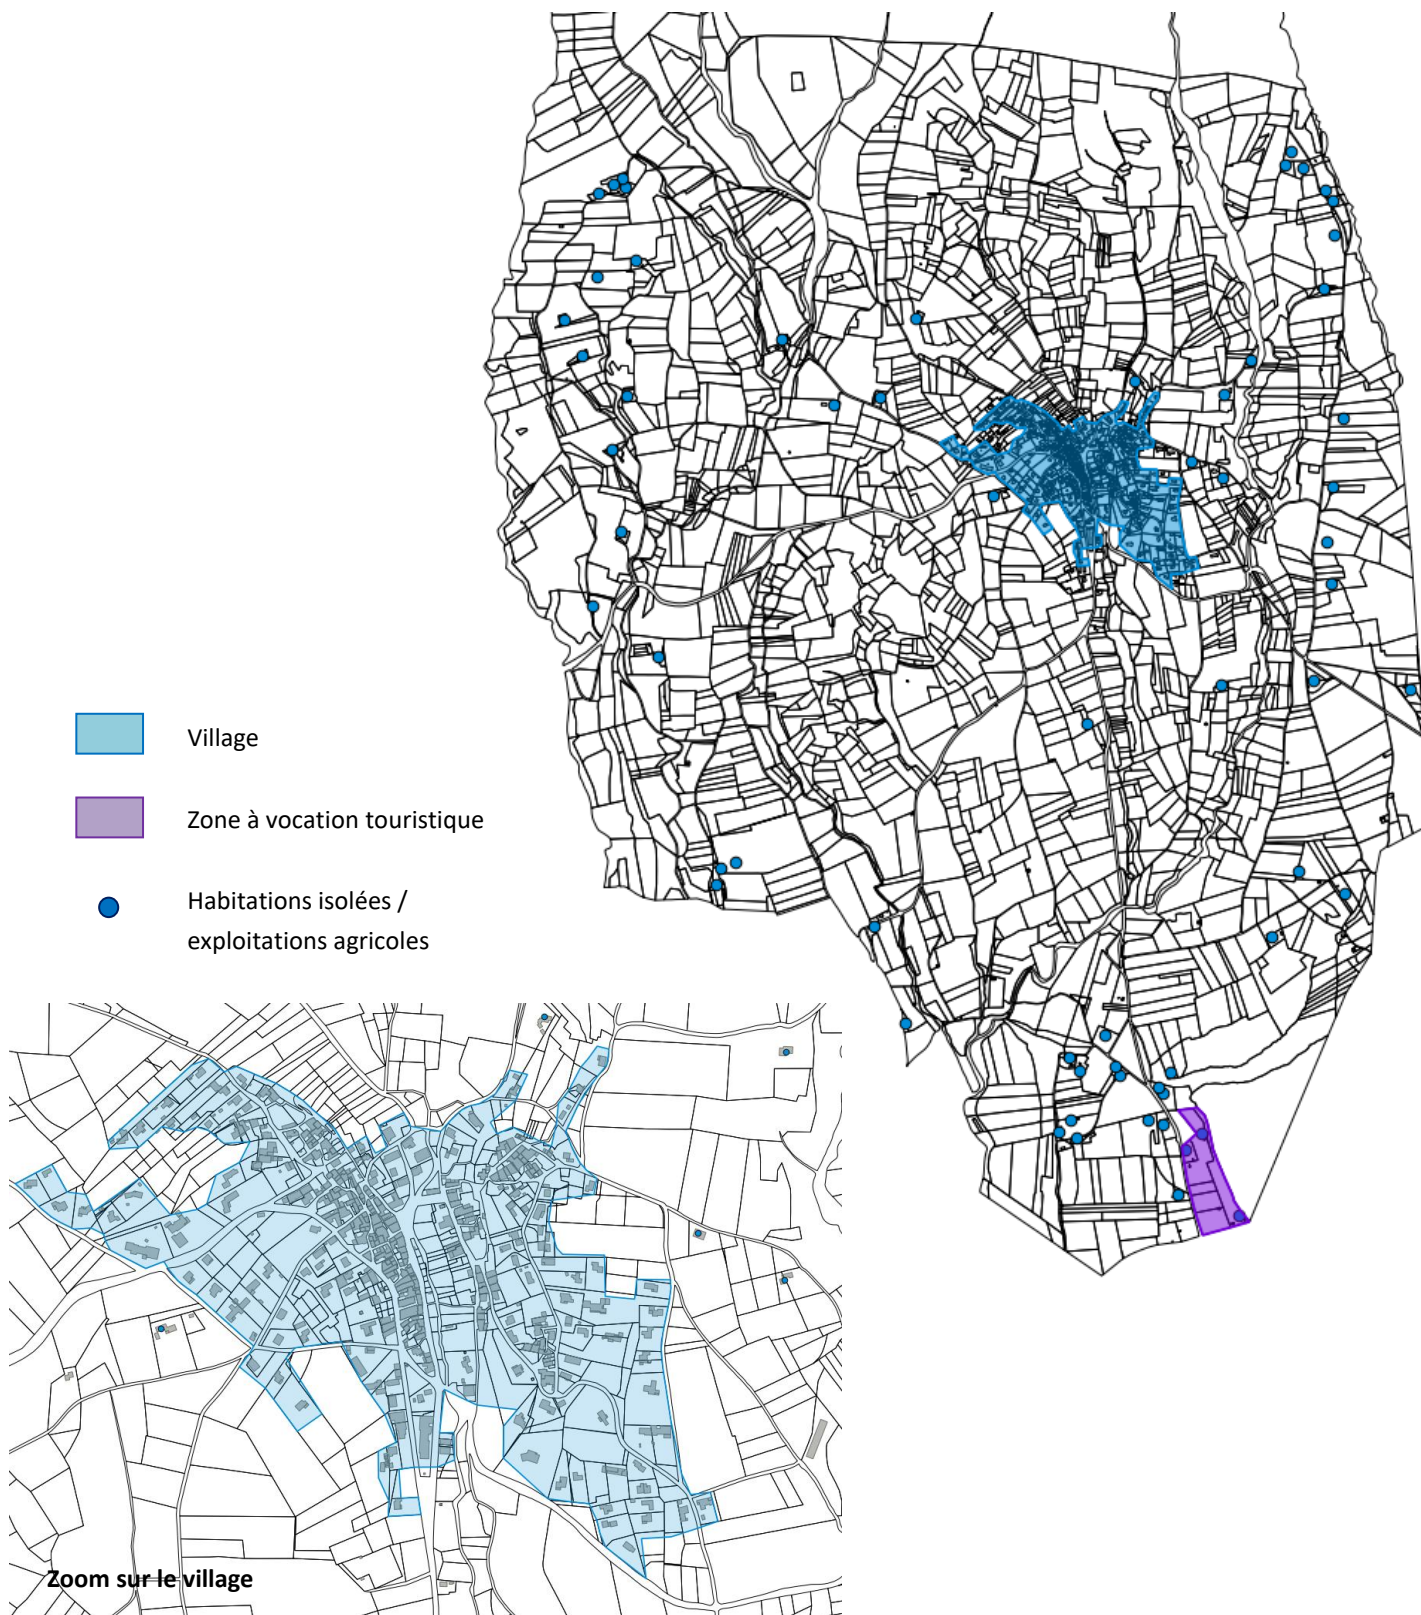 Village
Zone à vocation touristique
Habitations isolées /
exploitations agricoles
Zoom sur le village